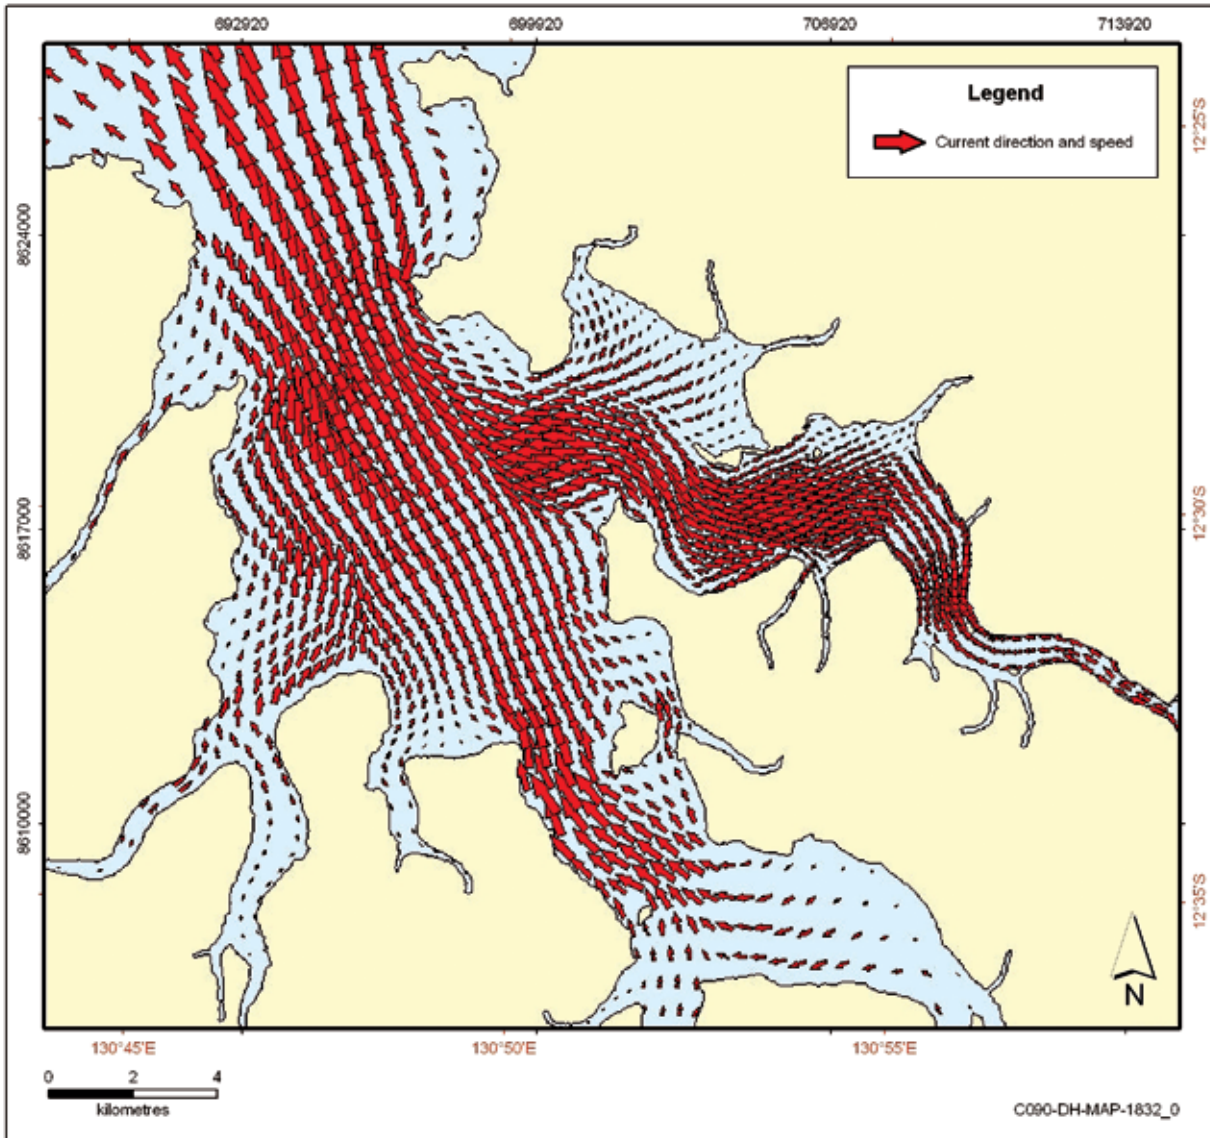 692920 699920 706920 713920
Legend
Current direction and speed
12°25'S
8624000
12°30'S
8617000
8610000
12°35'S
N
130°45'E 130°50'E 130°55'E
0 2 4
kilometres
C090-DH-MAP-1832_0